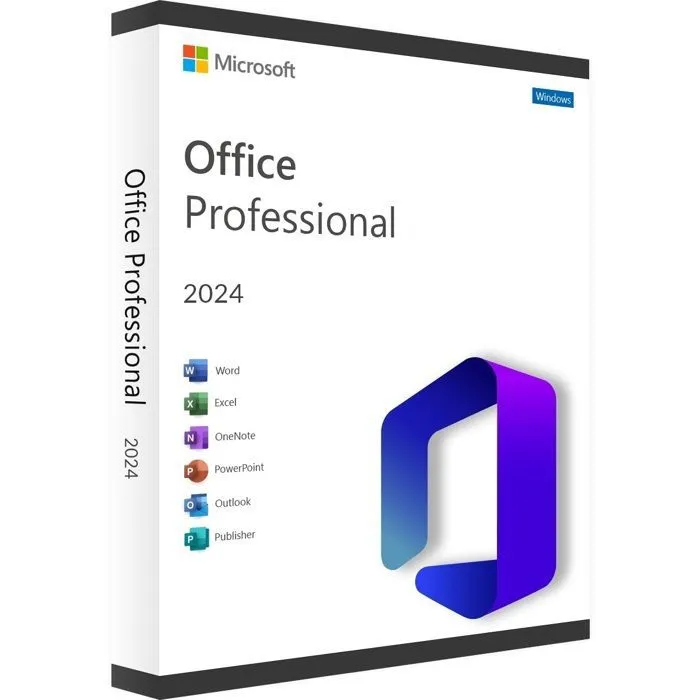 Microsoft
Windows
Office
Professional
2024
W Word
X Excel
N OneNote
P PowerPoint
O Outlook
P Publisher
Office Professional 2024